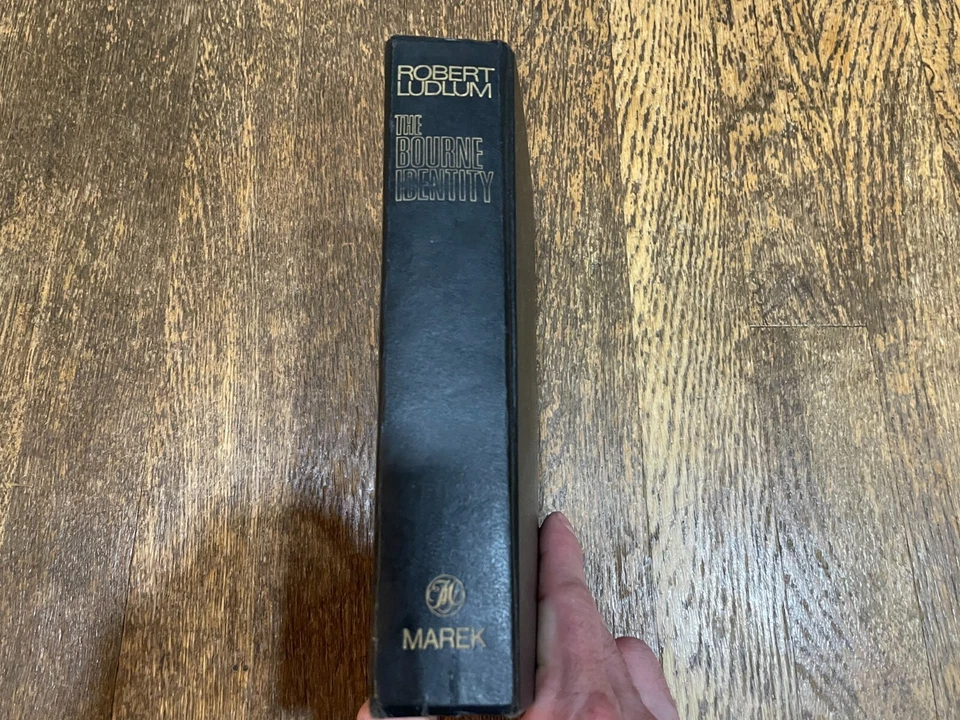 ROBERT
LUDLUM
THE
BOURNE
IDENTITY
MAREK